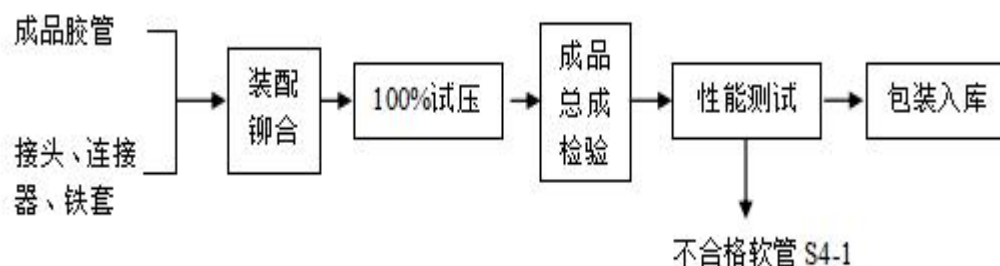 成品胶管
接头、连接
器、铁套
装配
铆合
100%试压
成品
总成
检验
性能测试
包装入库
不合格软管 S4-1